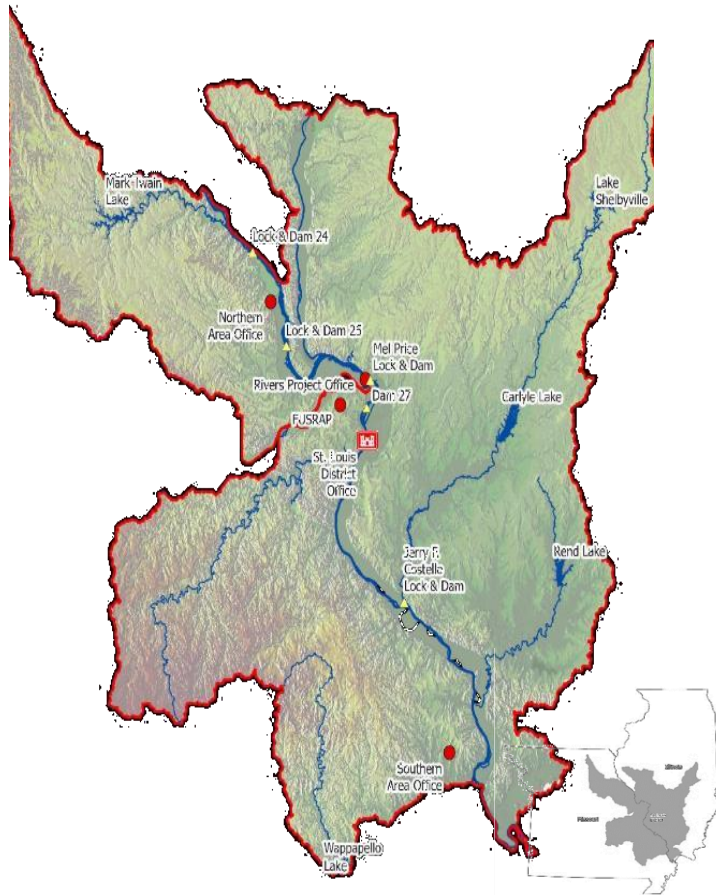 Mark Twain
Lake
Lake
Shelbyville
Lock & Dam 24
Northern
Area Office
Lock & Dam 25
Mel Price
Lock & Dam
Rivers Project Office
Dam 27
FUSRAP
Carlyle Lake
St. Louis
District
Office
Jerry F.
Costello
Lock & Dam
Rend Lake
Southern
Area Office
Wappapello
Lake
Illinois
Missouri